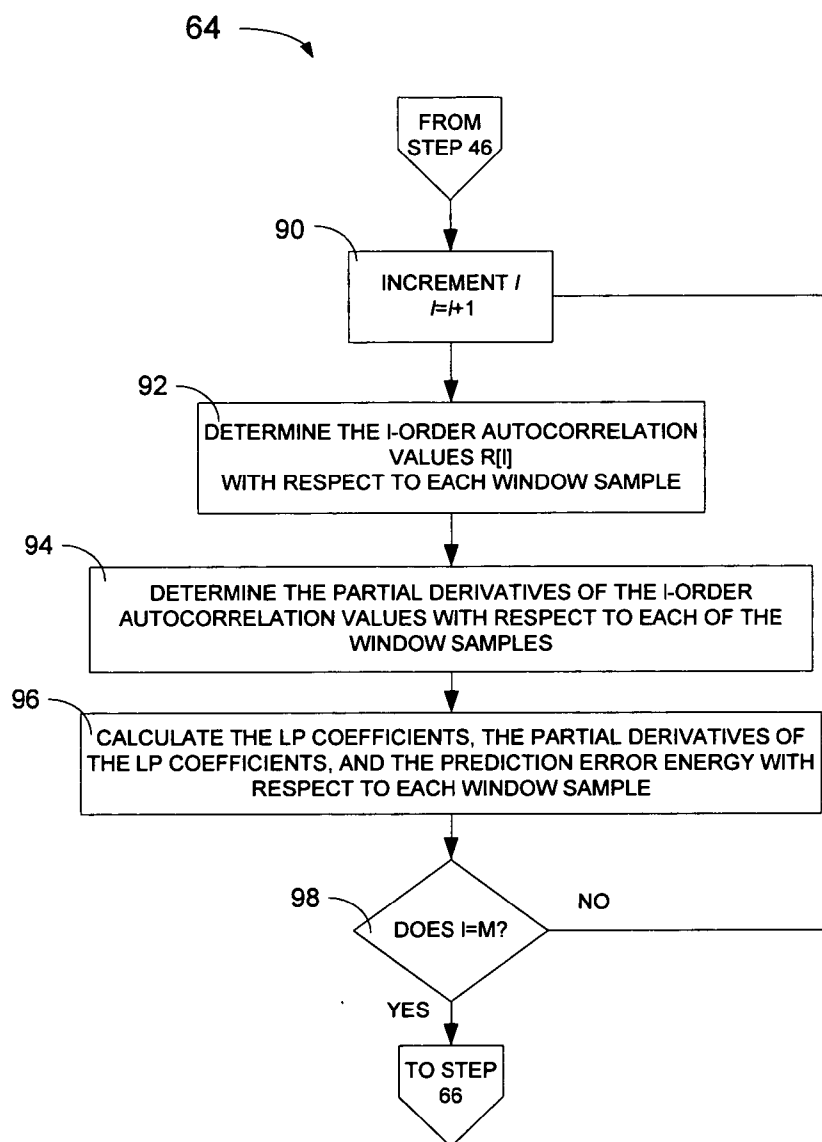 64
FROM
STEP 46
90
INCREMENT l
l=l+1
92
DETERMINE THE l-ORDER AUTOCORRELATION
VALUES R[l]
WITH RESPECT TO EACH WINDOW SAMPLE
94
DETERMINE THE PARTIAL DERIVATIVES OF THE l-ORDER
AUTOCORRELATION VALUES WITH RESPECT TO EACH OF THE
WINDOW SAMPLES
96
CALCULATE THE LP COEFFICIENTS, THE PARTIAL DERIVATIVES OF
THE LP COEFFICIENTS, AND THE PREDICTION ERROR ENERGY WITH
RESPECT TO EACH WINDOW SAMPLE
98
DOES l=M?
NO
YES
TO STEP
66